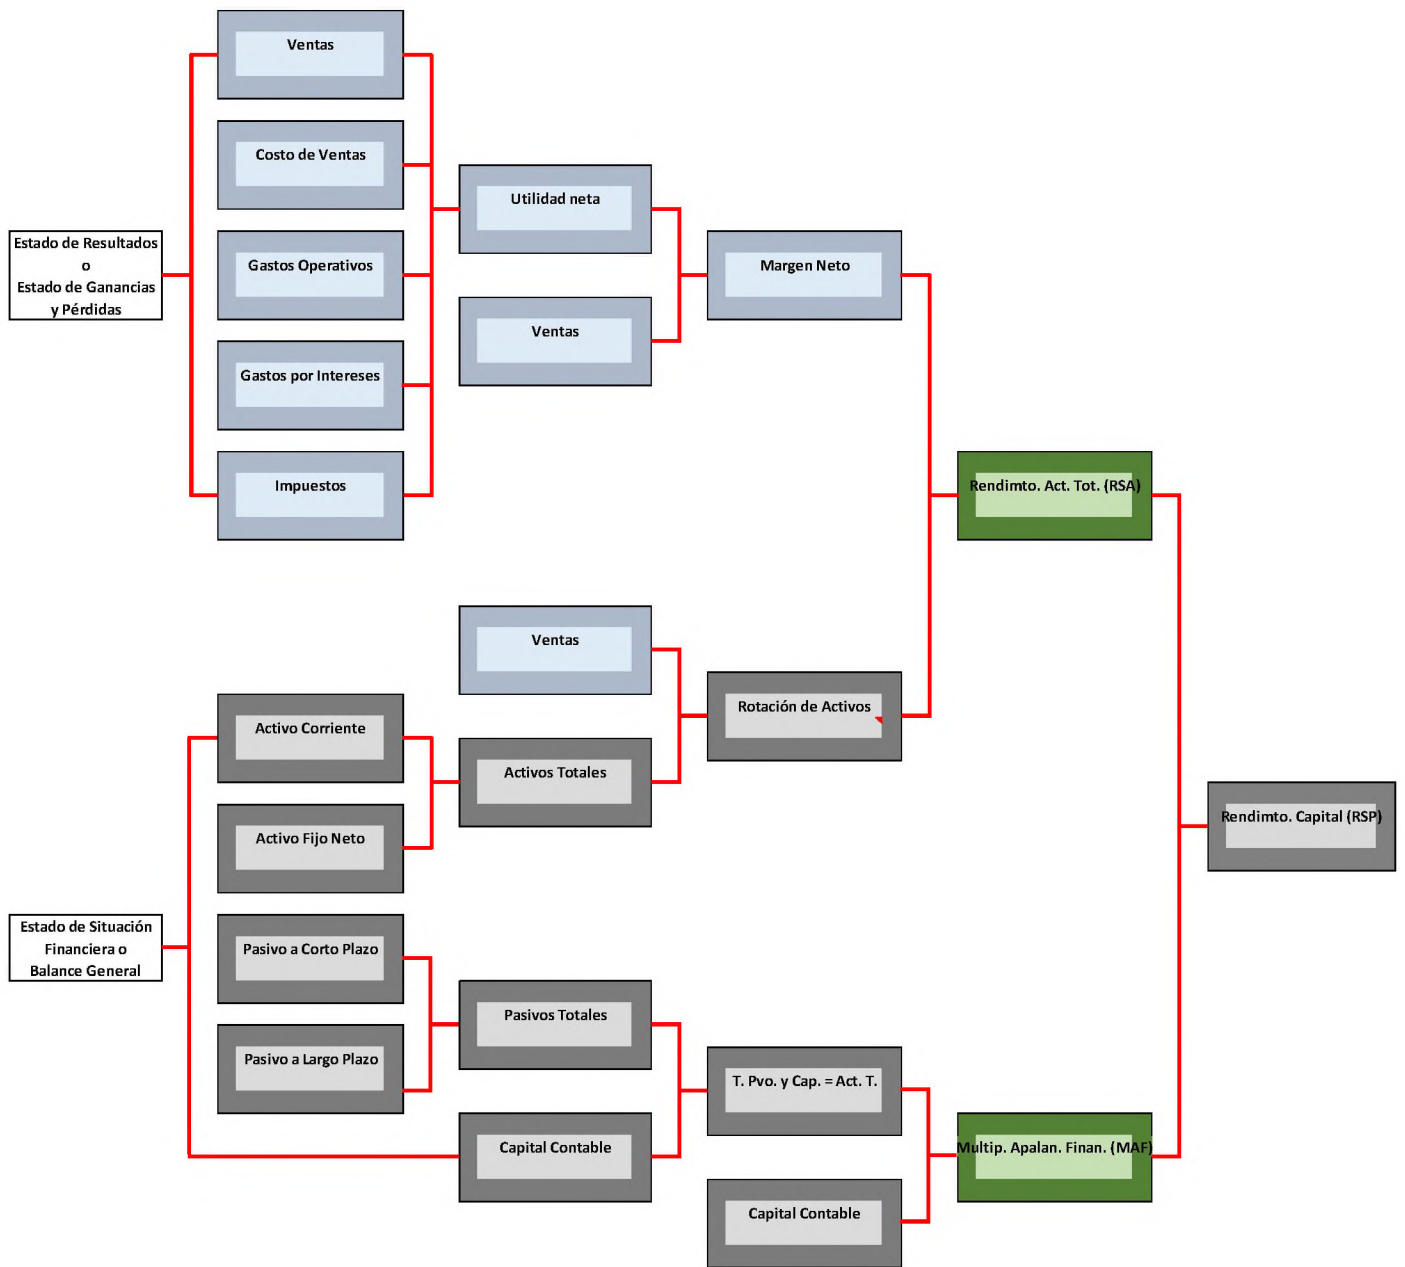 Ventas
Costo de Ventas
Utilidad neta
Estado de Resultados
o
Estado de Ganancias
y Pérdidas
Gastos Operativos
Margen Neto
Ventas
Gastos por Intereses
Impuestos
Rendimto. Act. Tot. (RSA)
Ventas
Rotación de Activos
Activo Corriente
Activos Totales
Activo Fijo Neto
Rendimto. Capital (RSP)
Estado de Situación
Financiera o
Balance General
Pasivo a Corto Plazo
Pasivos Totales
Pasivo a Largo Plazo
T. Pvo. y Cap. = Act. T.
Capital Contable
Multip. Apalan. Finan. (MAF)
Capital Contable